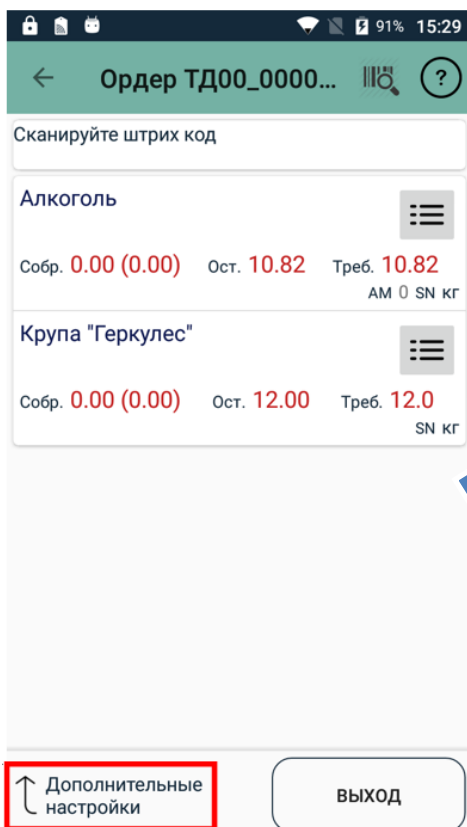 91% 15:29
Ордер ТД00_0000... ?
Сканируйте штрих код
Алкоголь
Собр. 0.00 (0.00) Ост. 10.82 Треб. 10.82
АМ 0 SN кг
Крупа "Геркулес"
Собр. 0.00 (0.00) Ост. 12.00 Треб. 12.0
SN кг
Дополнительные
настройки
ВЫХОД